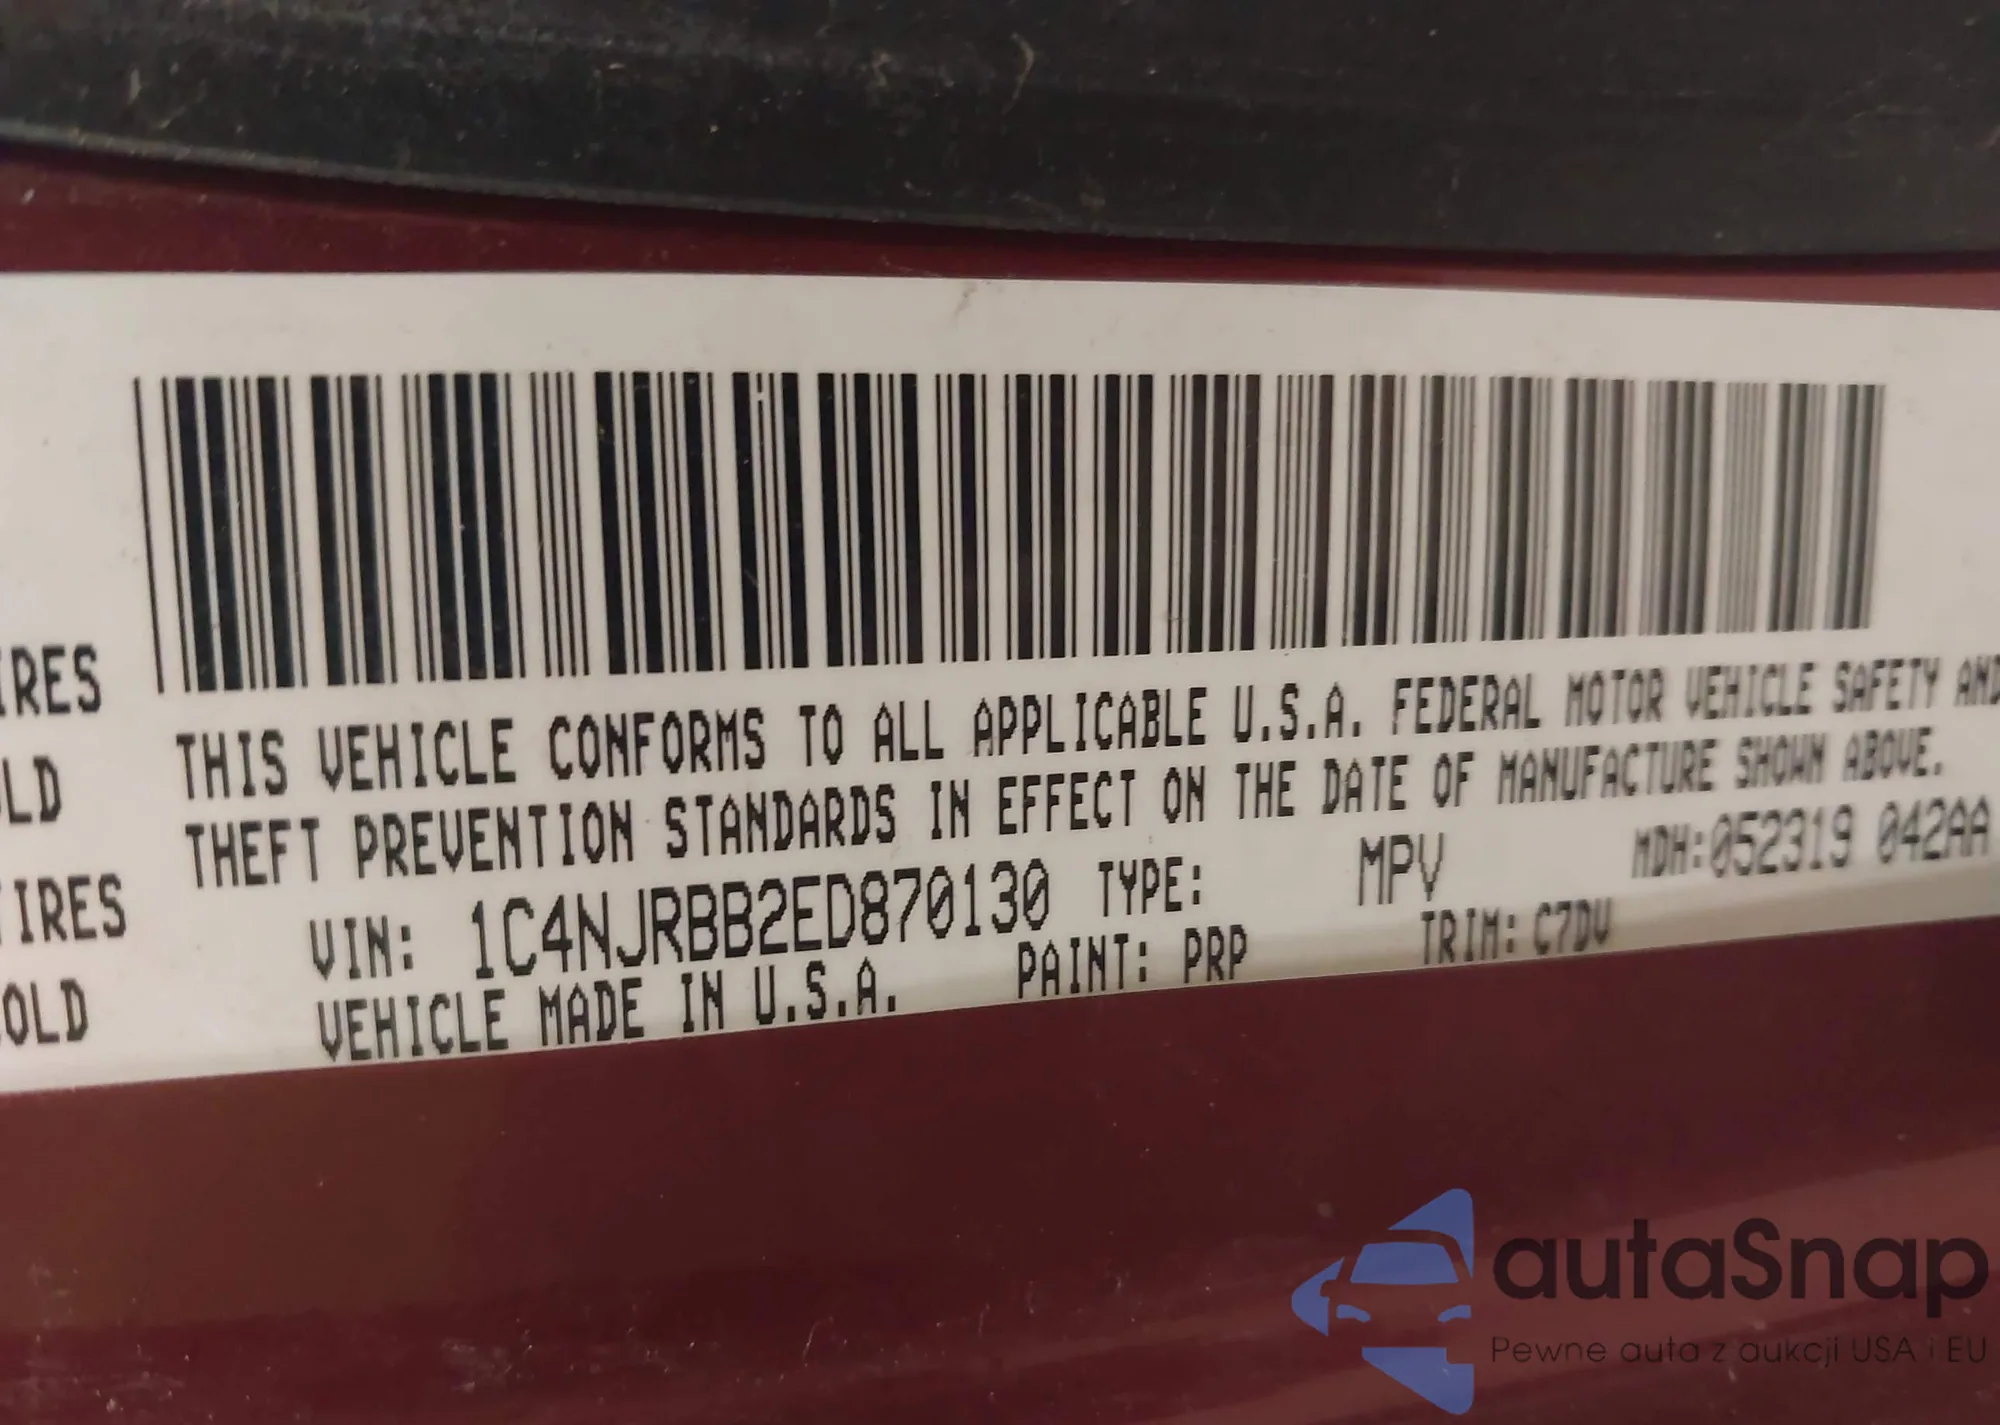 IRES
OLD
TIRES
COLD
THIS VEHICLE CONFORMS TO ALL APPLICABLE U.S.A. FEDERAL MOTOR VEHICLE SAFETY AND
THEFT PREVENTION STANDARDS IN EFFECT ON THE DATE OF MANUFACTURE SHOWN ABOVE.
VIN: 1C4NJRBB2ED870130 TYPE: MPV MDH:052319 042AA
VEHICLE MADE IN U.S.A. PAINT: PRP TRIM: C7DV
autaSnap
Pewne auta z aukcji USA i EU